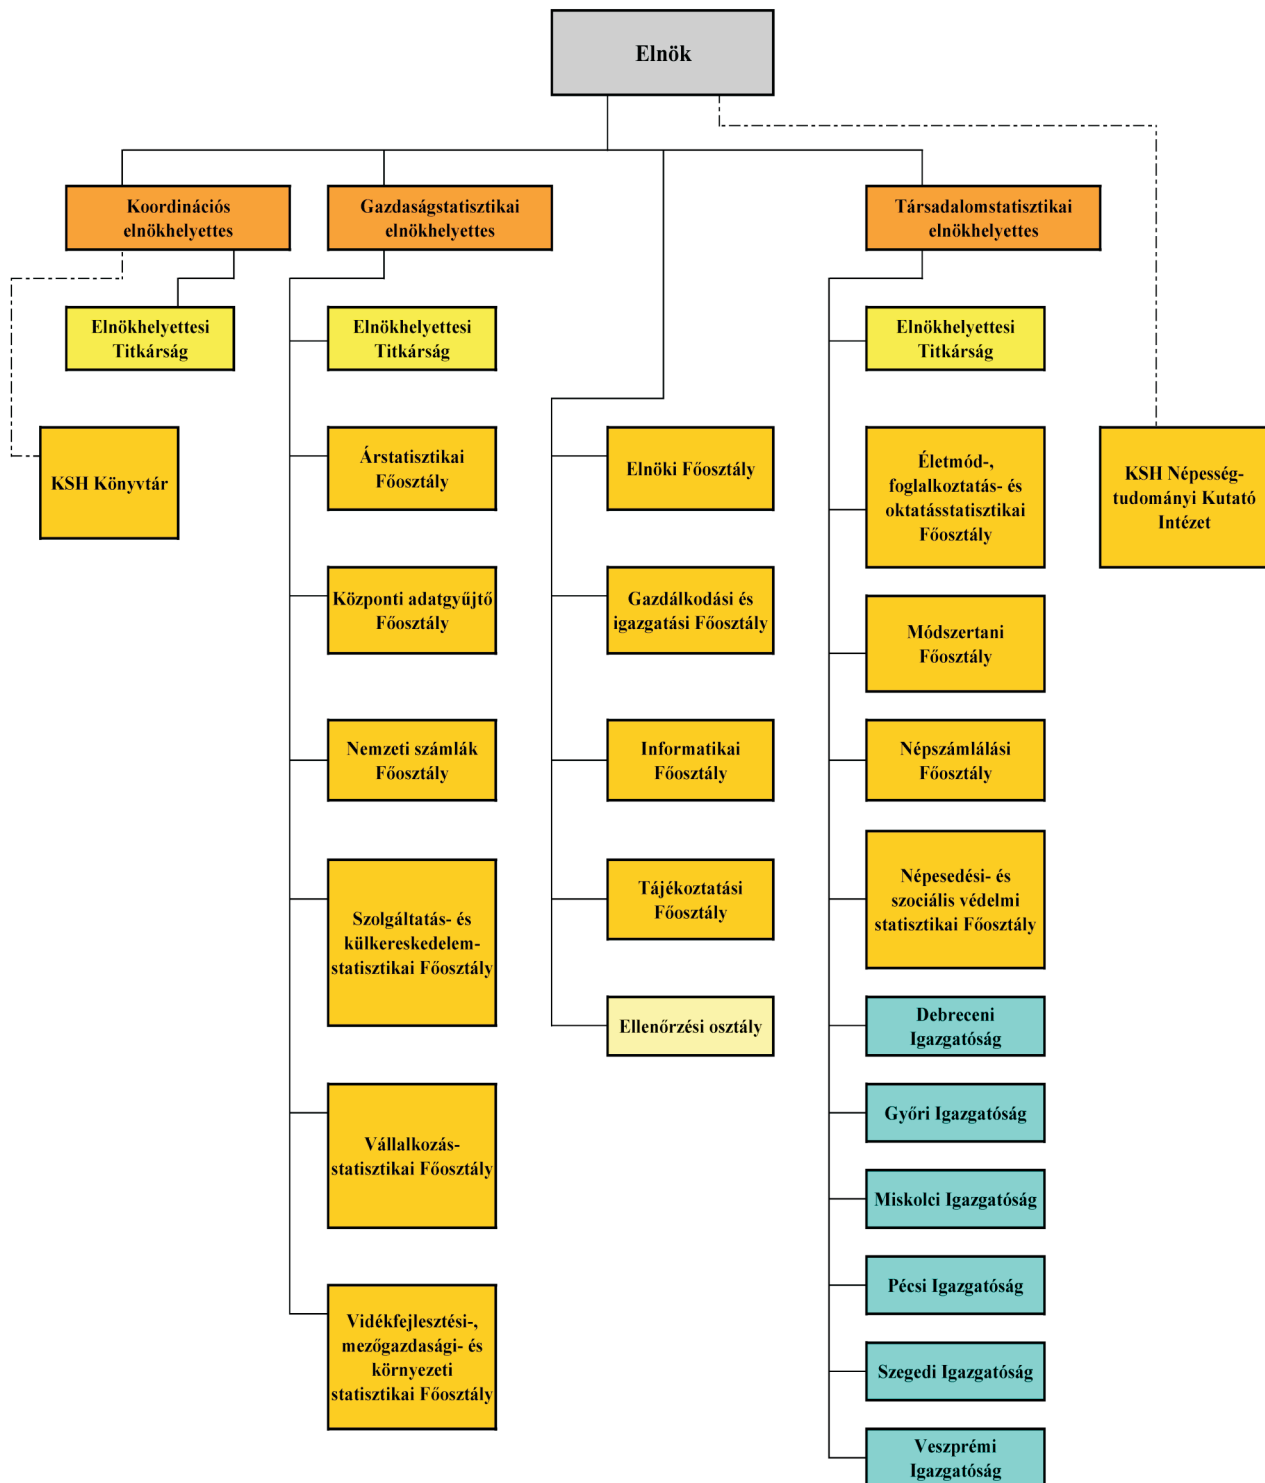 Elnök
Koordinációs
elnökhelyettes
Gazdaságstatisztikai
elnökhelyettes
Társadalomstatisztikai
elnökhelyettes
Elnökhelyettesi
Titkárság
KSH Könyvtár
Elnökhelyettesi
Titkárság
Árstatisztikai
Főosztály
Központi adatgyűjtő
Főosztály
Nemzeti számlák
Főosztály
Szolgáltatás- és
külkereskedelem-
statisztikai Főosztály
Vállalkozás-
statisztikai Főosztály
Vidékfejlesztési-,
mezőgazdasági- és
környezeti
statisztikai Főosztály
Elnöki Főosztály
Gazdálkodási és
igazgatási Főosztály
Informatikai
Főosztály
Tájékoztatási
Főosztály
Ellenőrzési osztály
Elnökhelyettesi
Titkárság
Életmód-,
foglalkoztatás- és
oktatásstatisztikai
Főosztály
Módszertani
Főosztály
Népszámlálási
Főosztály
Népesedési- és
szociális védelmi
statisztikai Főosztály
Debreceni
Igazgatóság
Győri Igazgatóság
Miskolci Igazgatóság
Pécsi Igazgatóság
Szegedi Igazgatóság
Veszprémi
Igazgatóság
KSH Népesség-
tudományi Kutató
Intézet